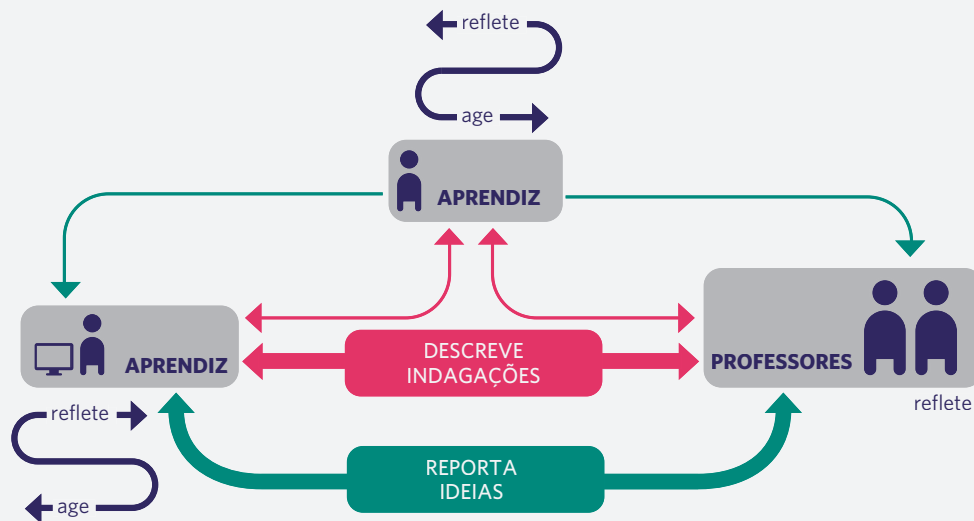 reflete
age
APRENDIZ
APRENDIZ
DESCREVE
INDAGAÇÕES
PROFESSORES
reflete
reflete
REPORTA
IDEIAS
age